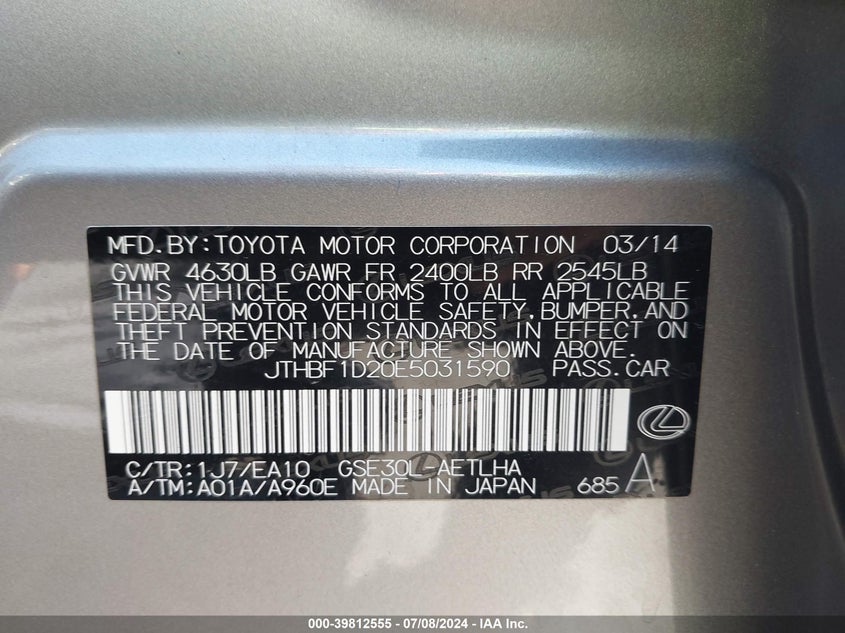 MFD.BY:TOYOTA MOTOR CORPORATION 03/14
GVWR 4630LB GAWR FR 2400LB RR 2545LB
THIS VEHICLE CONFORMS TO ALL APPLICABLE
FEDERAL MOTOR VEHICLE SAFETY,BUMPER,AND
THEFT PREVENTION STANDARDS IN EFFECT ON
THE DATE OF MANUFACTURE SHOWN ABOVE.
JTHBF1D20E5031590 PASS.CAR
C/TR:1J7/EA10 GSE30L-AETLHA
A/TM:A01A/A960E MADE IN JAPAN 685 A
000-39812555 - 07/08/2024 - IAA Inc.